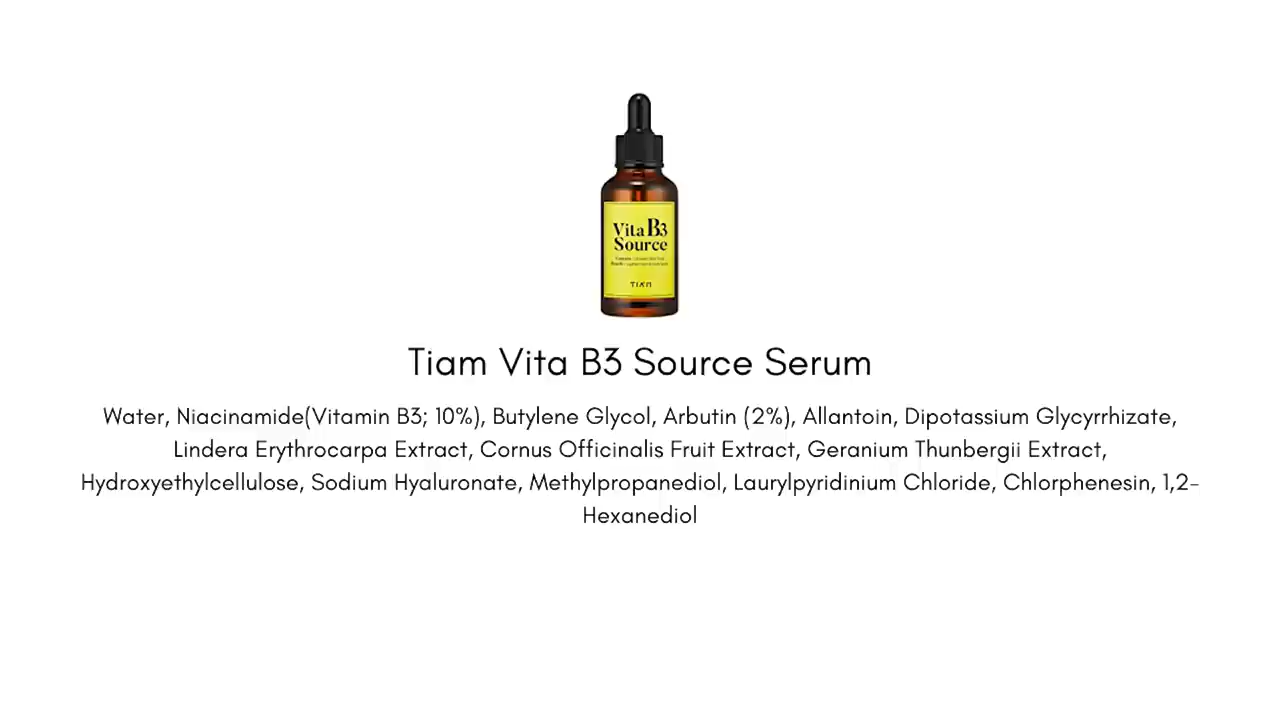 Vita B3
Source
TIAM
Tiam Vita B3 Source Serum
Water, Niacinamide(Vitamin B3; 10%), Butylene Glycol, Arbutin (2%), Allantoin, Dipotassium Glycyrrhizate,
Lindera Erythrocarpa Extract, Cornus Officinalis Fruit Extract, Geranium Thunbergii Extract,
Hydroxyethylcellulose, Sodium Hyaluronate, Methylpropanediol, Laurylpyridinium Chloride, Chlorphenesin, 1,2-
Hexanediol